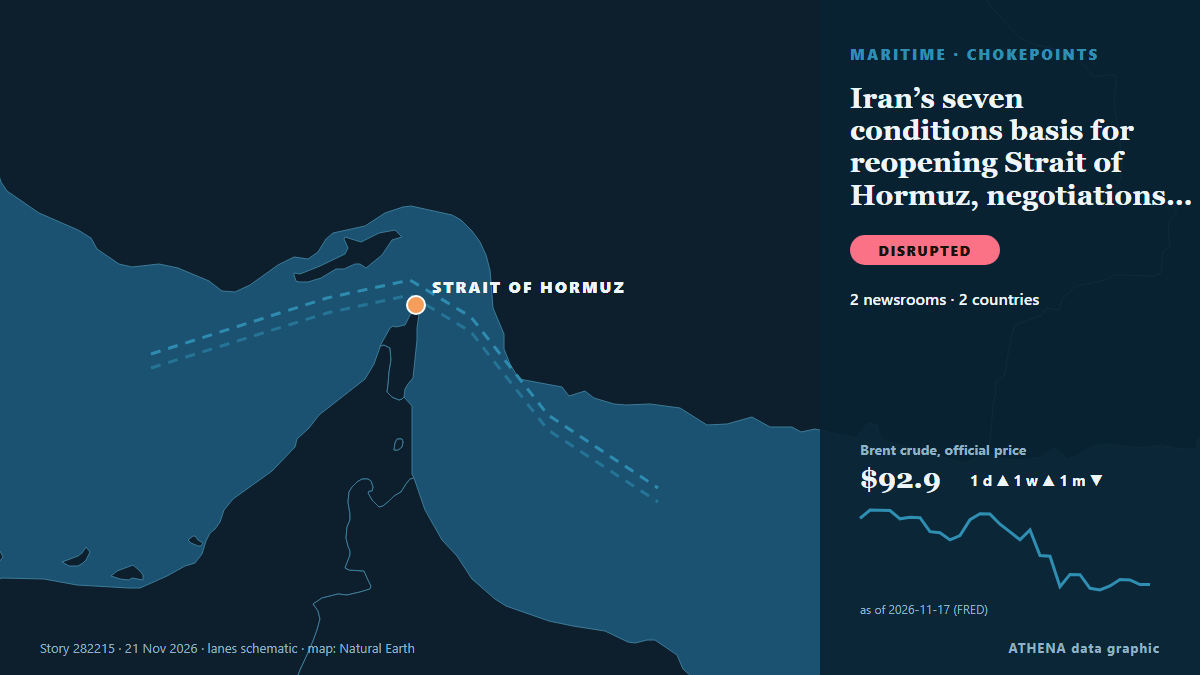 MARITIME · CHOKEPOINTS
Iran’s seven
conditions basis for
reopening Strait of
Hormuz, negotiations…
DISRUPTED
2 newsrooms · 2 countries
STRAIT OF HORMUZ
Brent crude, official price
$92.9 1 d ▲ 1 w ▲ 1 m ▼
as of 2026-11-17 (FRED)
Story 282215 · 21 Nov 2026 · lanes schematic · map: Natural Earth
ATHENA data graphic